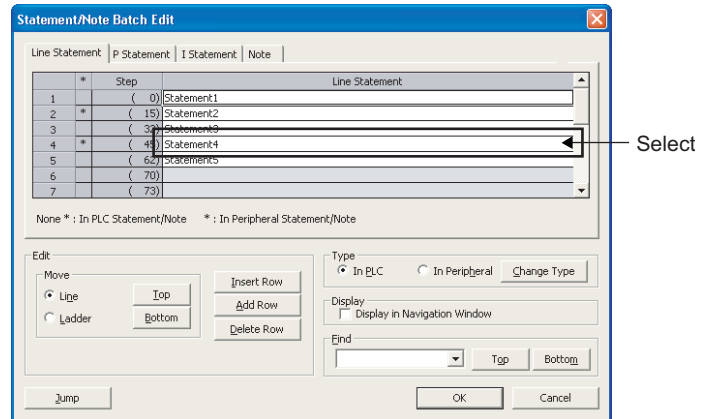 Statement/Note Batch Edit
Line Statement P Statement I Statement Note
* Step Line Statement
1 ( 0) Statement1
2 * ( 15) Statement2
3 ( 33) Statement3
4 * ( 45) Statement4
5 ( 62) Statement5
6 ( 70)
7 ( 73)
Select
None * : In PLC Statement/Note * : In Peripheral Statement/Note
Edit
Move
Line
Ladder
Top
Bottom
Insert Row
Add Row
Delete Row
Type
In PLC In Peripheral Change Type
Display
Display in Navigation Window
Find
Top Bottom
Jump OK Cancel